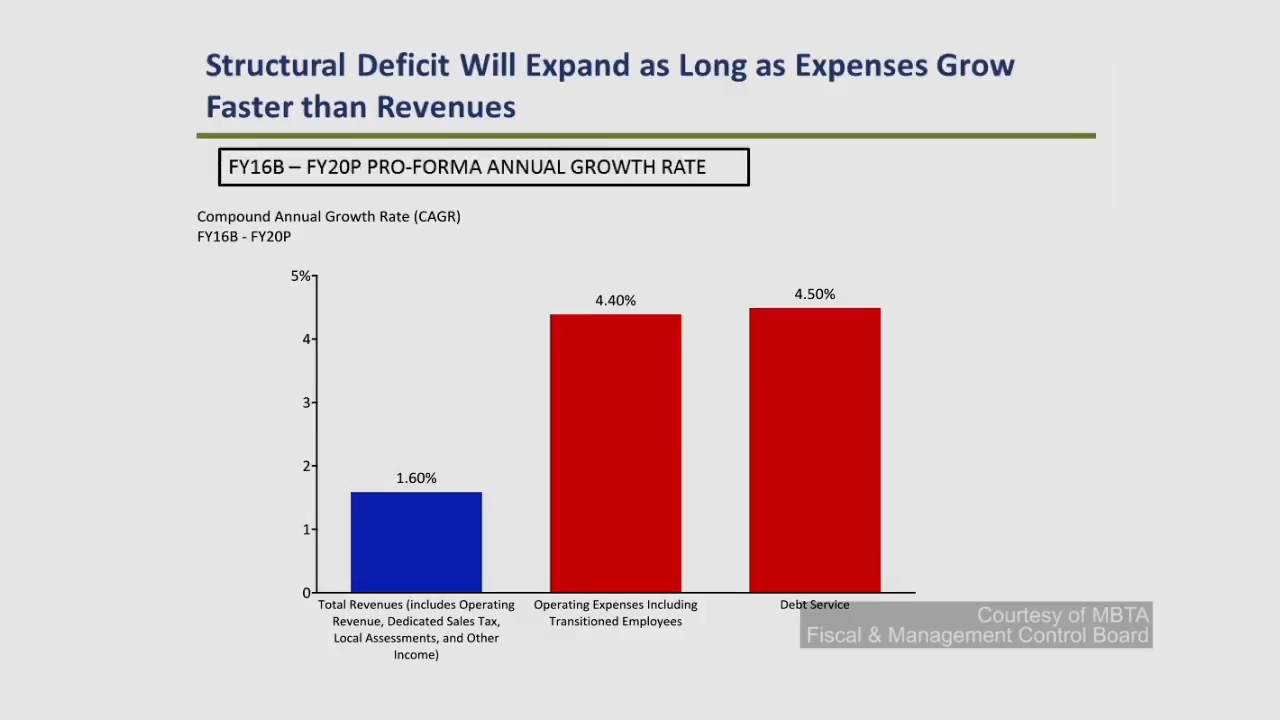 Structural Deficit Will Expand as Long as Expenses Grow
Faster than Revenues
FY16B – FY20P PRO-FORMA ANNUAL GROWTH RATE
Compound Annual Growth Rate (CAGR)
FY16B - FY20P
5%
4
3
2
1
0
1.60%
4.40%
4.50%
Total Revenues (includes Operating
Revenue, Dedicated Sales Tax,
Local Assessments, and Other
Income)
Operating Expenses Including
Transitioned Employees
Debt Service
Courtesy of MBTA
Fiscal & Management Control Board